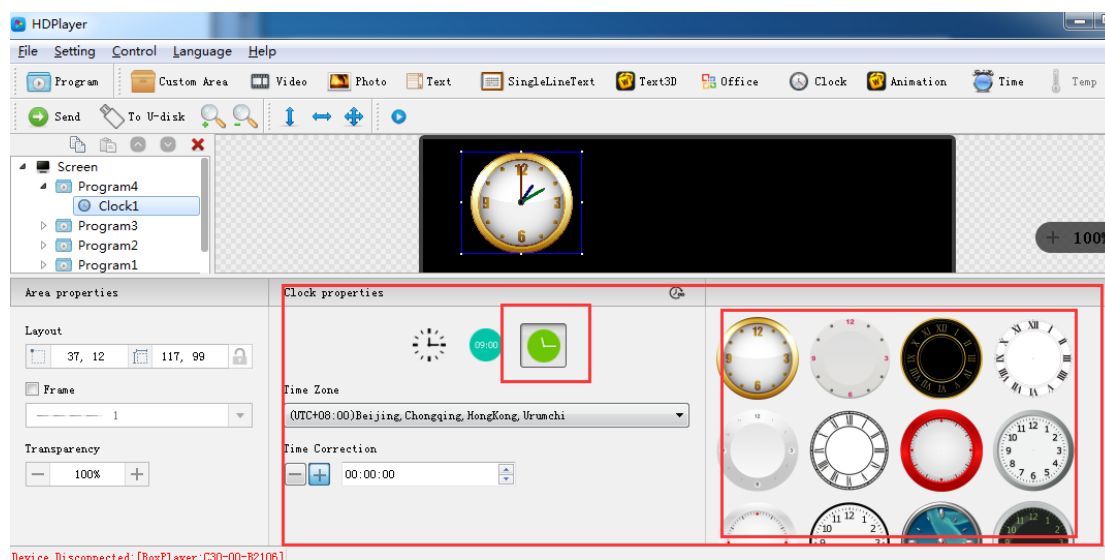 HDPlayer
File Setting Control Language Help
Program Custom Area Video Photo Text SingleLineText Text3D Office Clock Animation Time Temp
Send To U-disk
Screen
Program4
Clock1
Program3
Program2
Program1
+ 100%
Area properties Clock properties
Layout
37, 12 117, 99
09:00
Frame
1
Time Zone
(UTC+08:00)Beijing,Chongqing,HongKong,Urumchi
Transparency
Time Correction
100%
00:00:00
Device Disconnected:[BoxPlayer:C30-00-B2106]